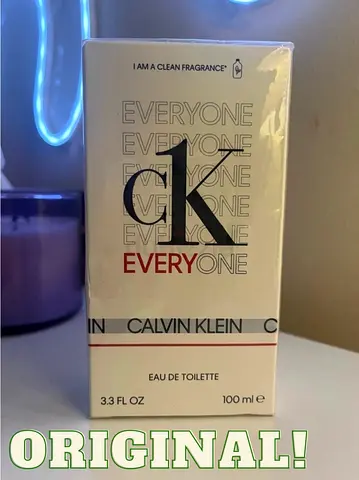 I AM A CLEAN FRAGRANCE*
EVERYONE
EVERYONE
EVERYONE
EVERYONE
EVERYONE
cK
EVERYONE
IN CALVIN KLEIN C
EAU DE TOILETTE
3.3 FL OZ 100 ml ℮
ORIGINAL!